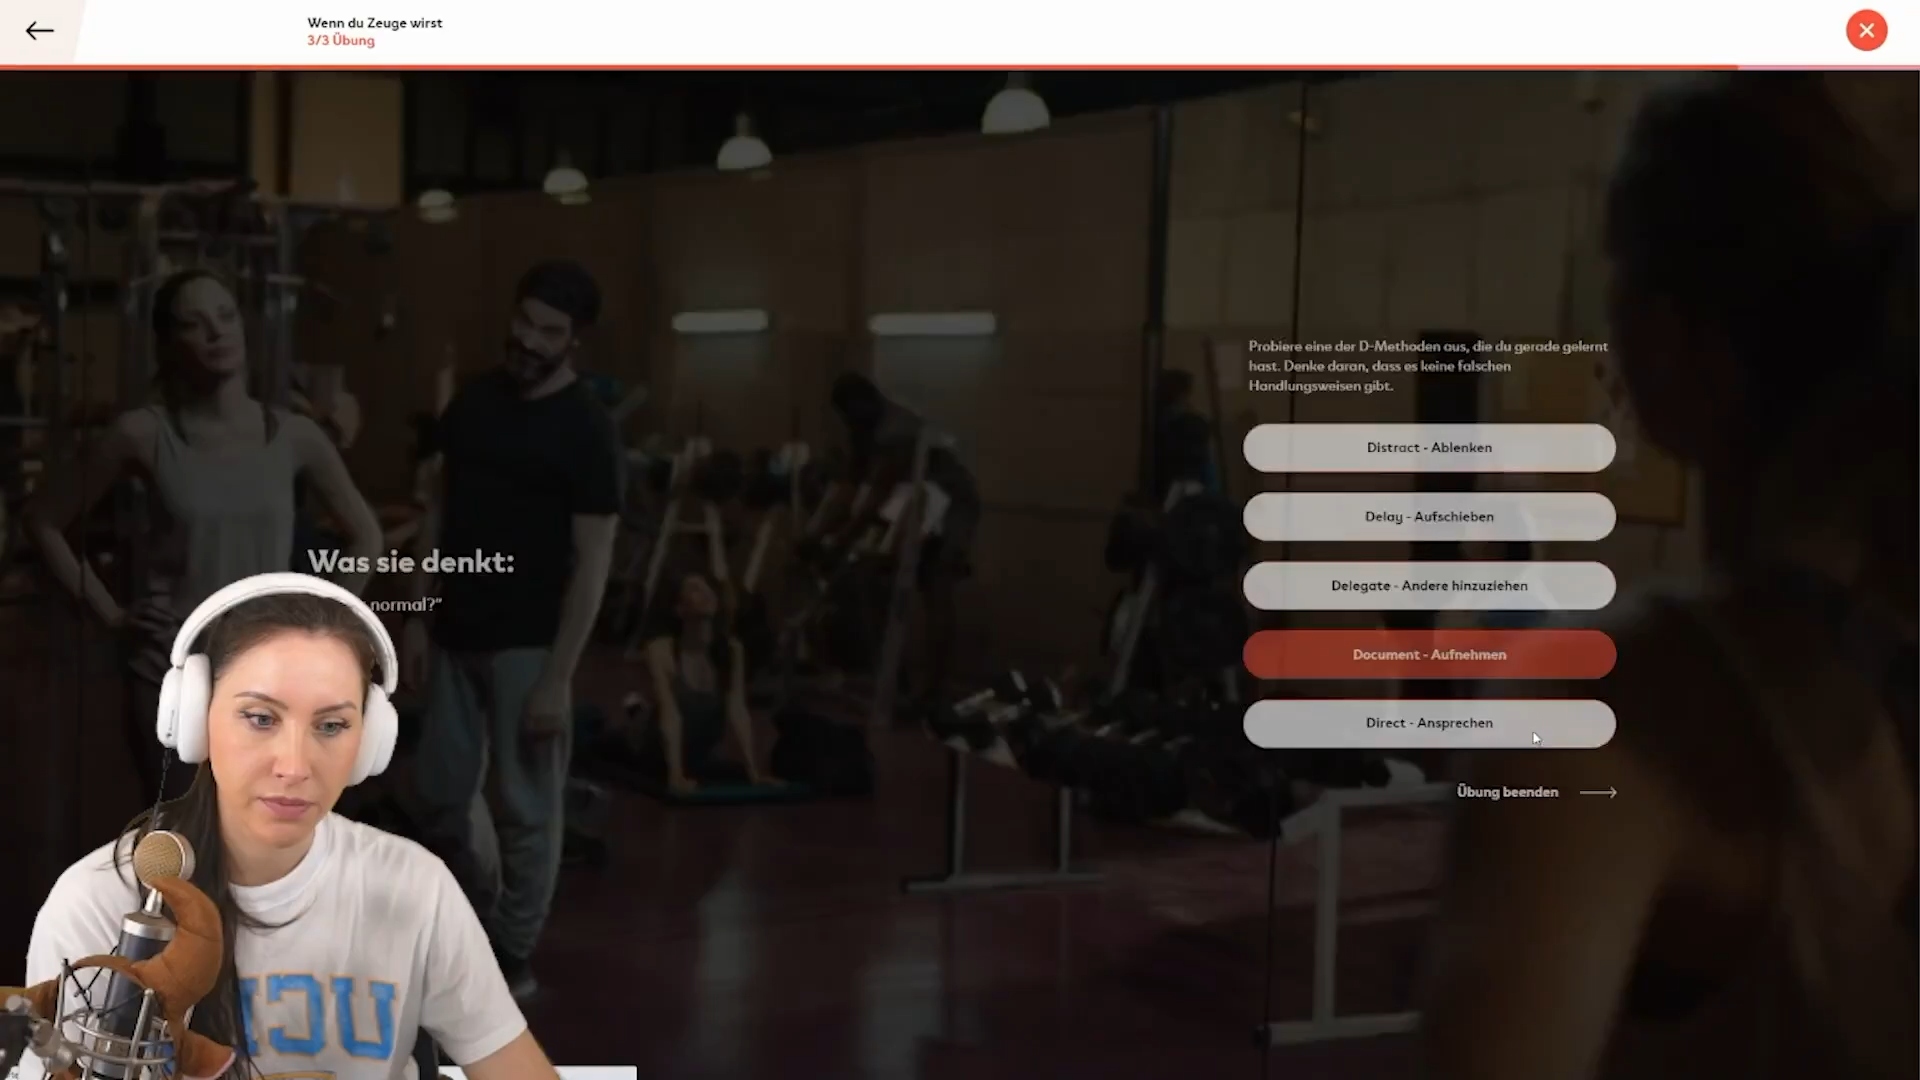 Wenn du Zeuge wirst
3/3 Übung
Probiere eine der D-Methoden aus, die du gerade gelernt
hast. Denke daran, dass es keine falschen
Handlungsweisen gibt.
Distract - Ablenken
Delay - Aufschieben
Delegate - Andere hinzuziehen
Document - Aufnehmen
Direct - Ansprechen
Übung beenden
Was sie denkt:
normal?“